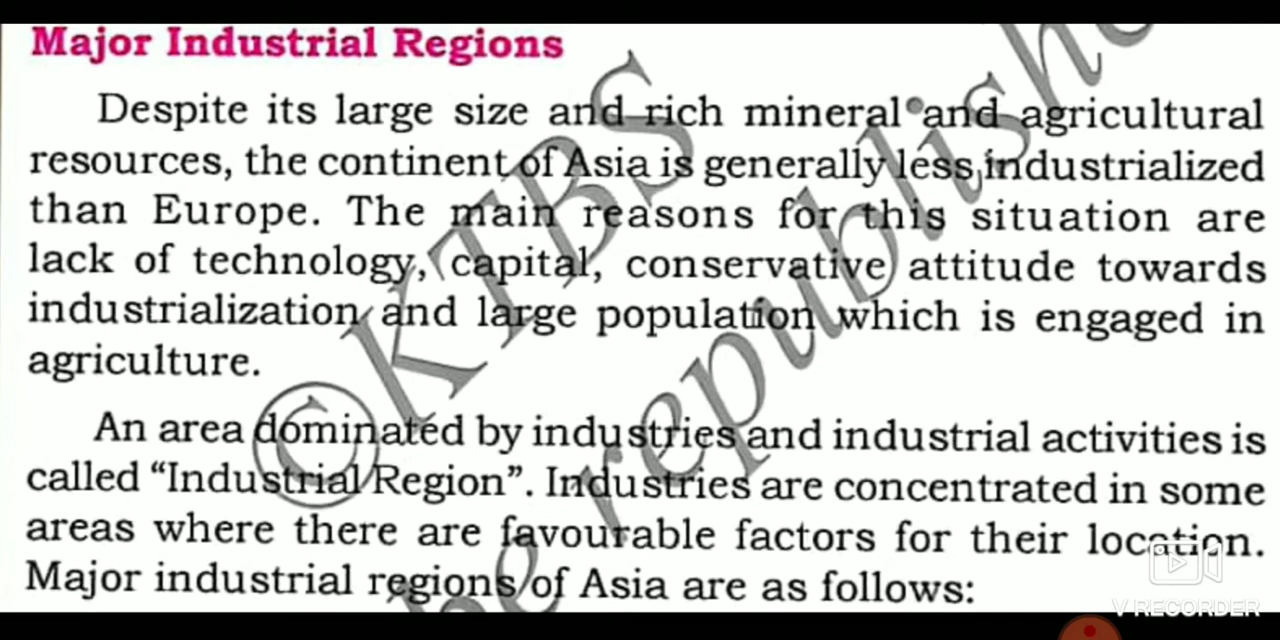 Major Industrial Regions
Despite its large size and rich mineral and agricultural
resources, the continent of Asia is generally less industrialized
than Europe. The main reasons for this situation are
lack of technology, capital, conservative attitude towards
industrialization and large population which is engaged in
agriculture.
An area dominated by industries and industrial activities is
called “Industrial Region”. Industries are concentrated in some
areas where there are favourable factors for their location.
Major industrial regions of Asia are as follows:
©KTBS
be republished
V RECORDER